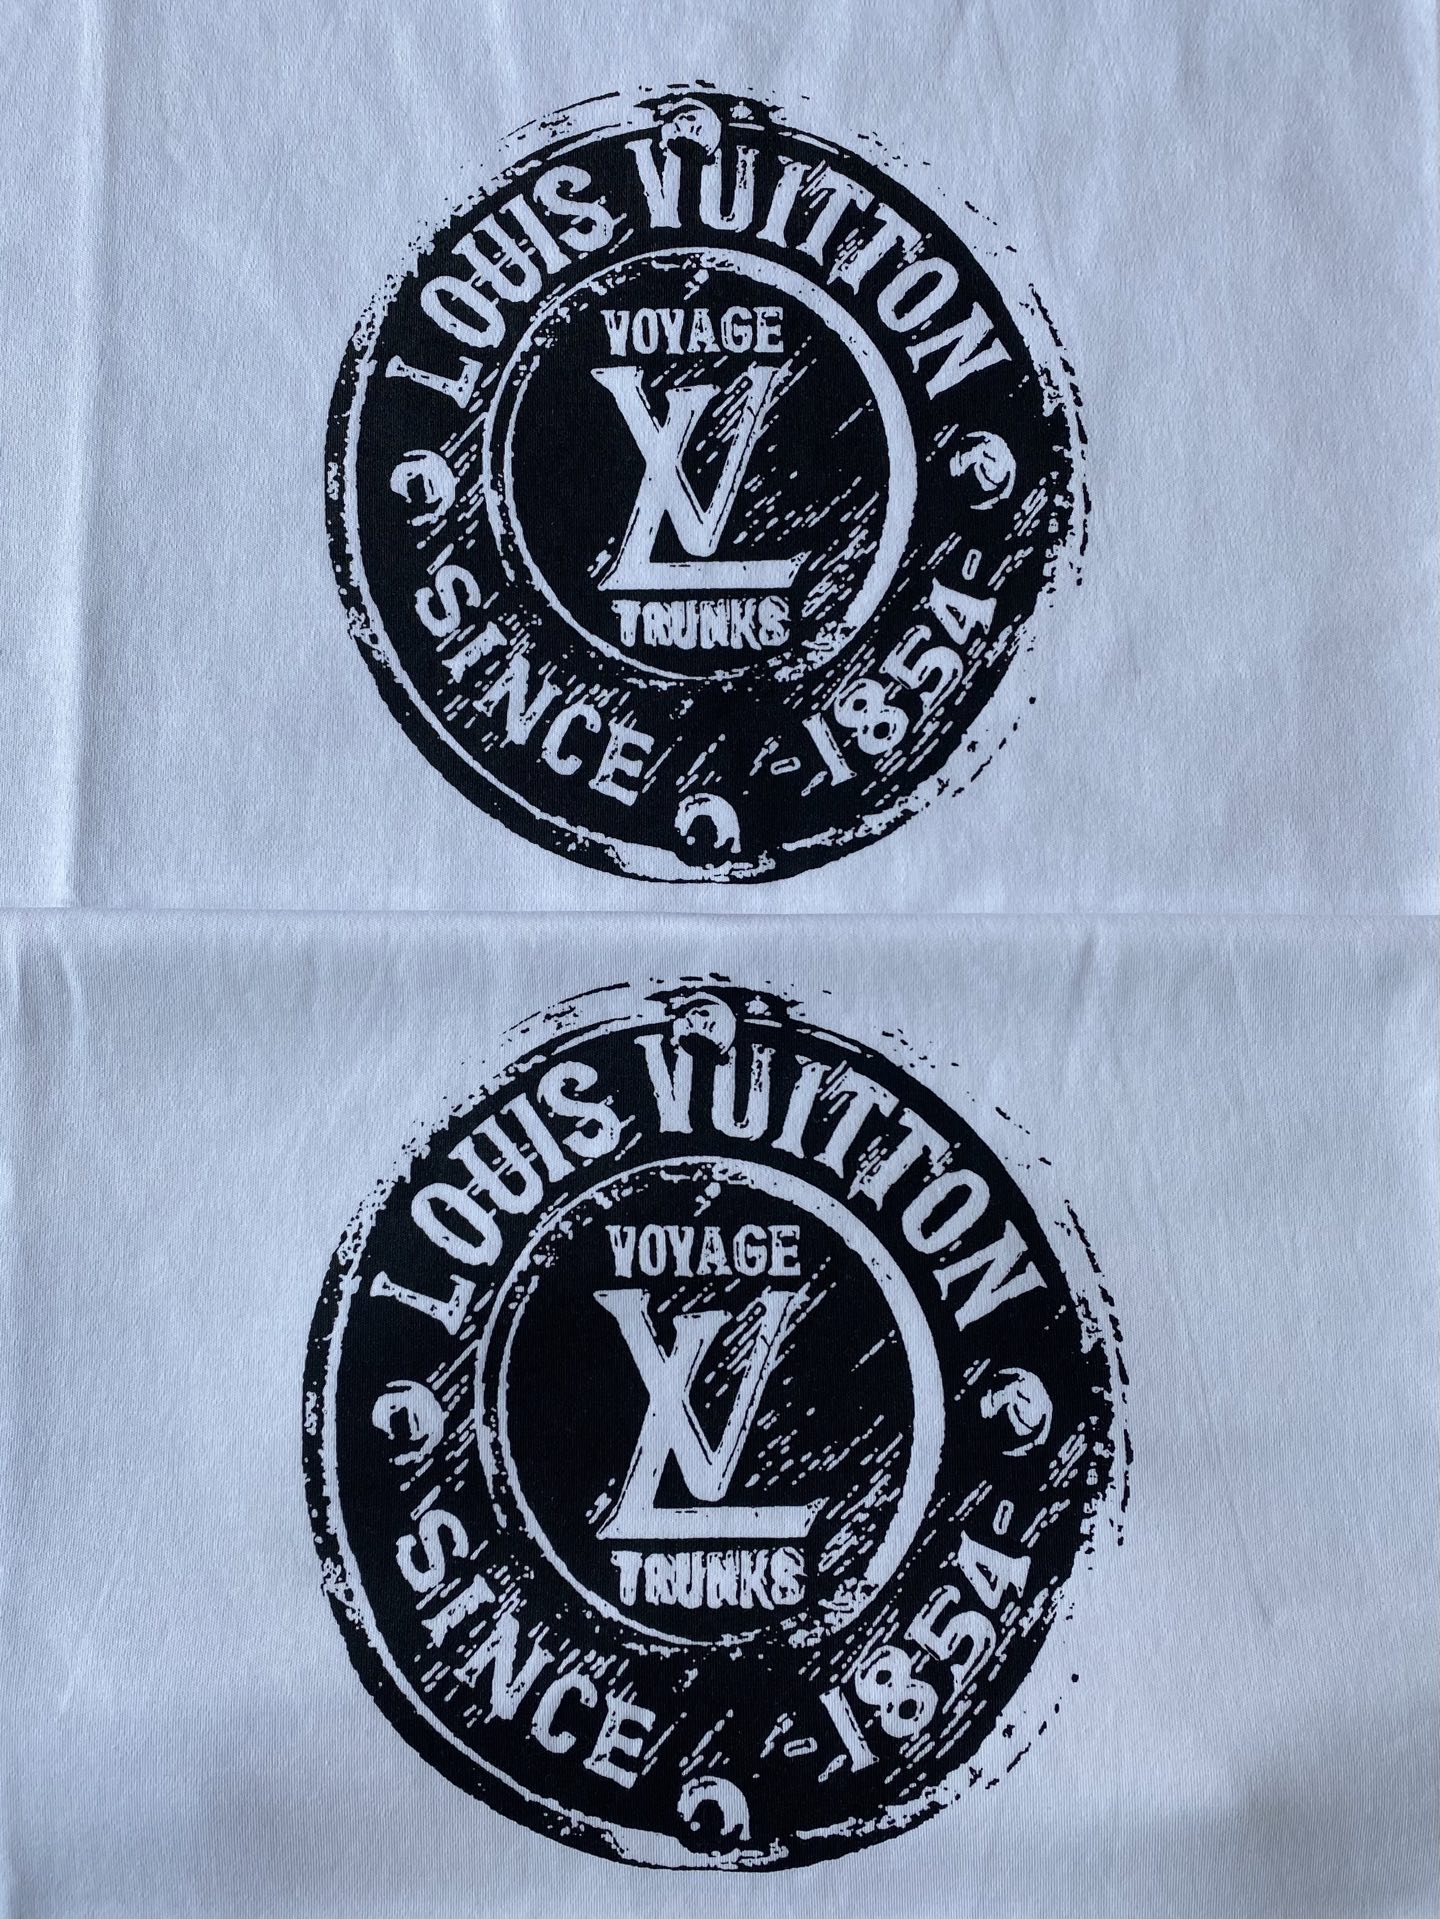 LOUIS VUITTON
VOYAGE
LV
TRUNKS
SINCE -1854-
LOUIS VUITTON
VOYAGE
LV
TRUNKS
SINCE -1854-